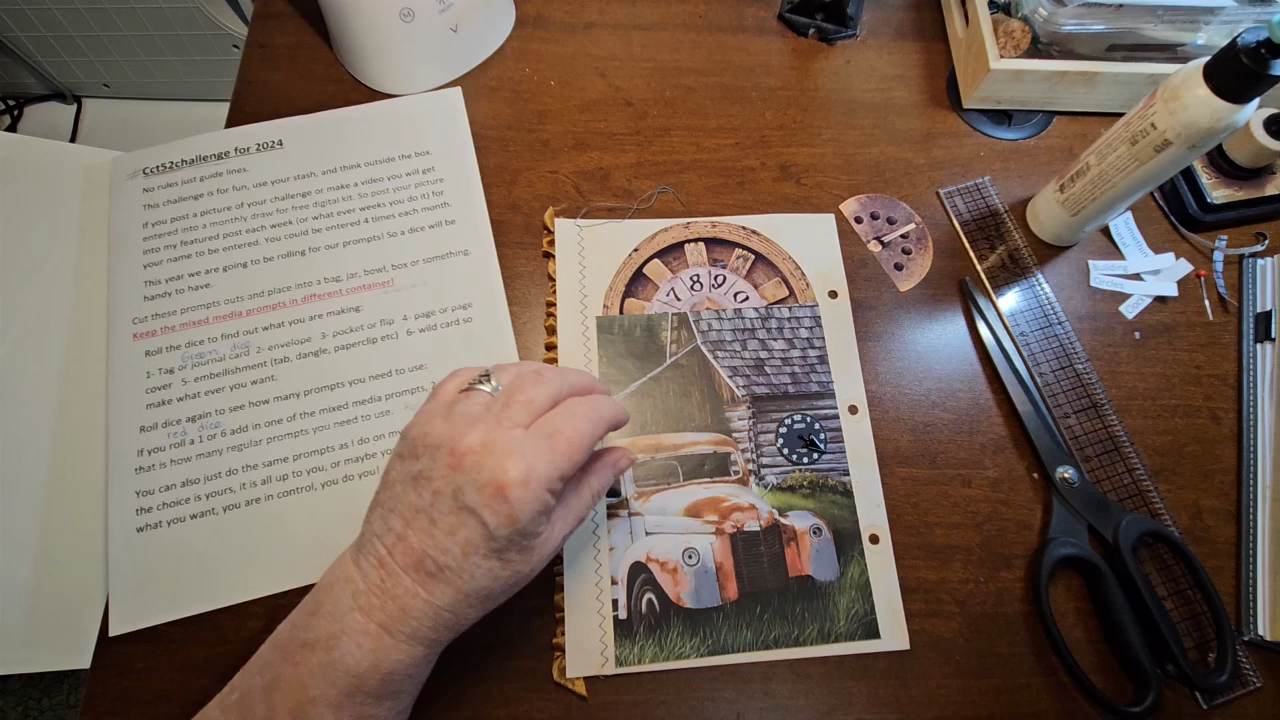 Cct52challenge for 2024
No rules just guide lines.
This challenge is for fun, use your stash, and think outside the box.
If you post a picture of your challenge or make a video you will get
entered into a monthly draw for free digital kit. So post your picture
into my featured post each week (or what ever weeks you do it) for
your name to be entered. You could be entered 4 times each month.
This year we are going to be rolling for our prompts! So a dice will be
handy to have.
Cut these prompts outs and place into a bag, jar, bowl, box or something.
Keep the mixed media prompts in different container!
Roll the dice to find out what you are making:
Green dice
1- Tag or journal card 2- envelope 3- pocket or flip 4- page or page
cover 5- embellishment (tab, dangle, paperclip etc) 6- wild card so
make what ever you want.
Roll dice again to see how many prompts you need to use:
red dice
If you roll a 1 or 6 add in one of the mixed media prompts,
that is how many regular prompts you need to use.
You can also just do the same prompts as I do on my
the choice is yours, it is all up to you, or maybe yo
what you want, you are in control, you do you!
M
7 8 9 0
metal
Building
Circles